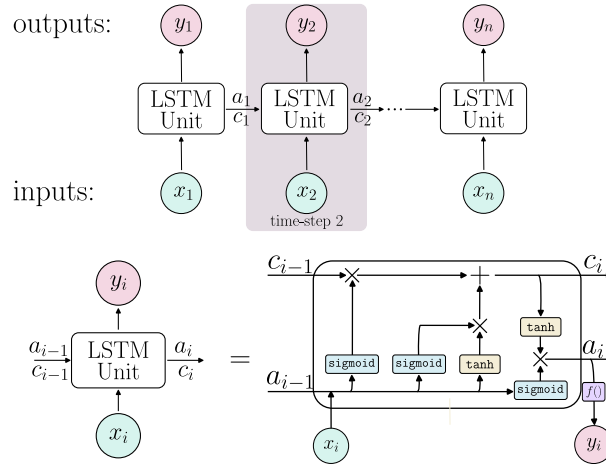 outputs: y₁ y₂ yₙ
LSTM Unit a₁ c₁ LSTM Unit a₂ c₂ ⋯ LSTM Unit
inputs: x₁ x₂ xₙ
time-step 2
yᵢ
aᵢ₋₁ cᵢ₋₁ LSTM Unit aᵢ cᵢ
xᵢ
=
cᵢ₋₁ × + cᵢ
tanh
×
sigmoid sigmoid tanh × aᵢ
aᵢ₋₁ sigmoid f()
xᵢ yᵢ